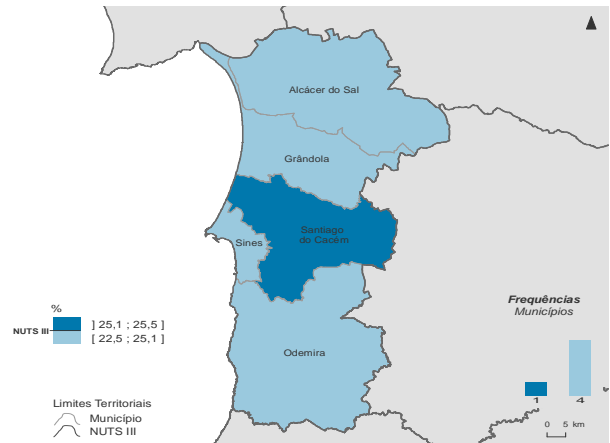 Alcácer do Sal
Grândola
Santiago
do Cacém
Sines
Odemira
%
NUTS III
] 25,1 ; 25,5 ]
[ 22,5 ; 25,1 ]
Limites Territoriais
Município
NUTS III
Frequências
Municípios
1
4
0 5 km